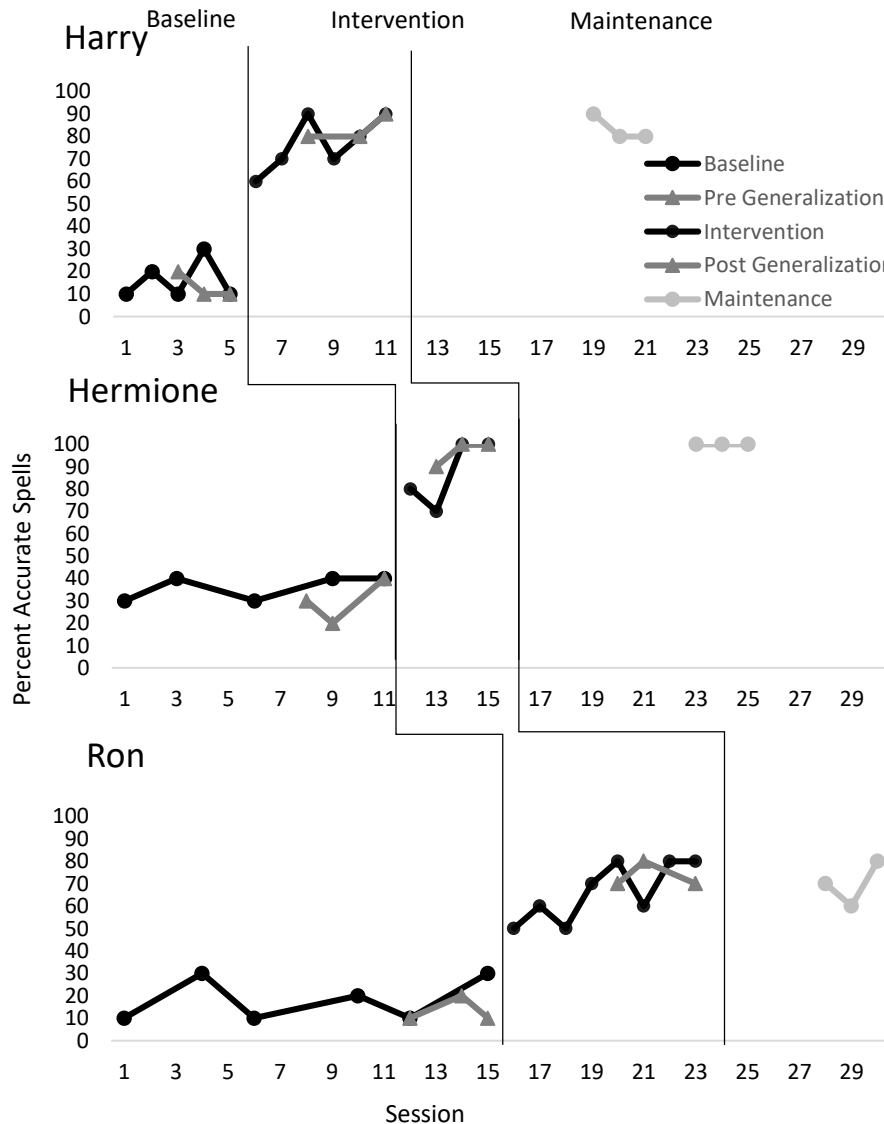 Baseline Intervention Maintenance
Harry
100
90
80
70
60
50
40
30
20
10
0
Baseline
Pre Generalization
Intervention
Post Generalization
Maintenance
1 3 5 7 9 11 13 15 17 19 21 23 25 27 29
Hermione
Percent Accurate Spells
100
90
80
70
60
50
40
30
20
10
0
1 3 5 7 9 11 13 15 17 19 21 23 25 27 29
Ron
100
90
80
70
60
50
40
30
20
10
0
1 3 5 7 9 11 13 15 17 19 21 23 25 27 29
Session